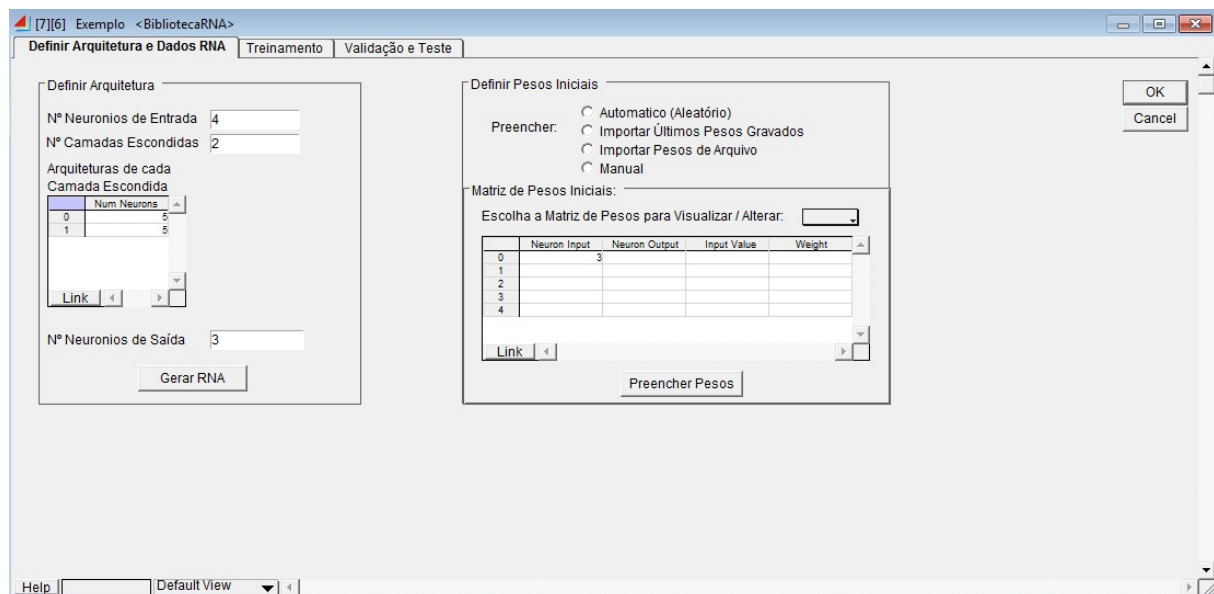 [7][6] Exemplo <BibliotecaRNA>
Definir Arquitetura e Dados RNA
Treinamento
Validação e Teste
Definir Arquitetura
Nº Neuronios de Entrada 4
Nº Camadas Escondidas 2
Arquiteturas de cada
Camada Escondida
Num Neurons
0 5
1 5
Link
Nº Neuronios de Saída 3
Gerar RNA
Definir Pesos Iniciais
Preencher:
Automatico (Aleatório)
Importar Últimos Pesos Gravados
Importar Pesos de Arquivo
Manual
Matriz de Pesos Iniciais:
Escolha a Matriz de Pesos para Visualizar / Alterar:
Neuron Input Neuron Output Input Value Weight
0 3
1
2
3
4
Link
Preencher Pesos
OK
Cancel
Help
Default View